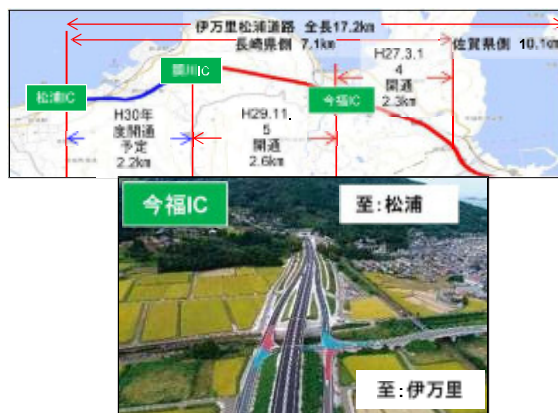 伊万里松浦道路 全長17.2km
長崎県側 7.1km
佐賀県側 10.1km
松浦IC
調川IC
今福IC
H27.3.1
4
開通
2.3km
H30年
度開通
予定
2.2km
H29.11.
5
開通
2.6km
今福IC
至:松浦
至:伊万里